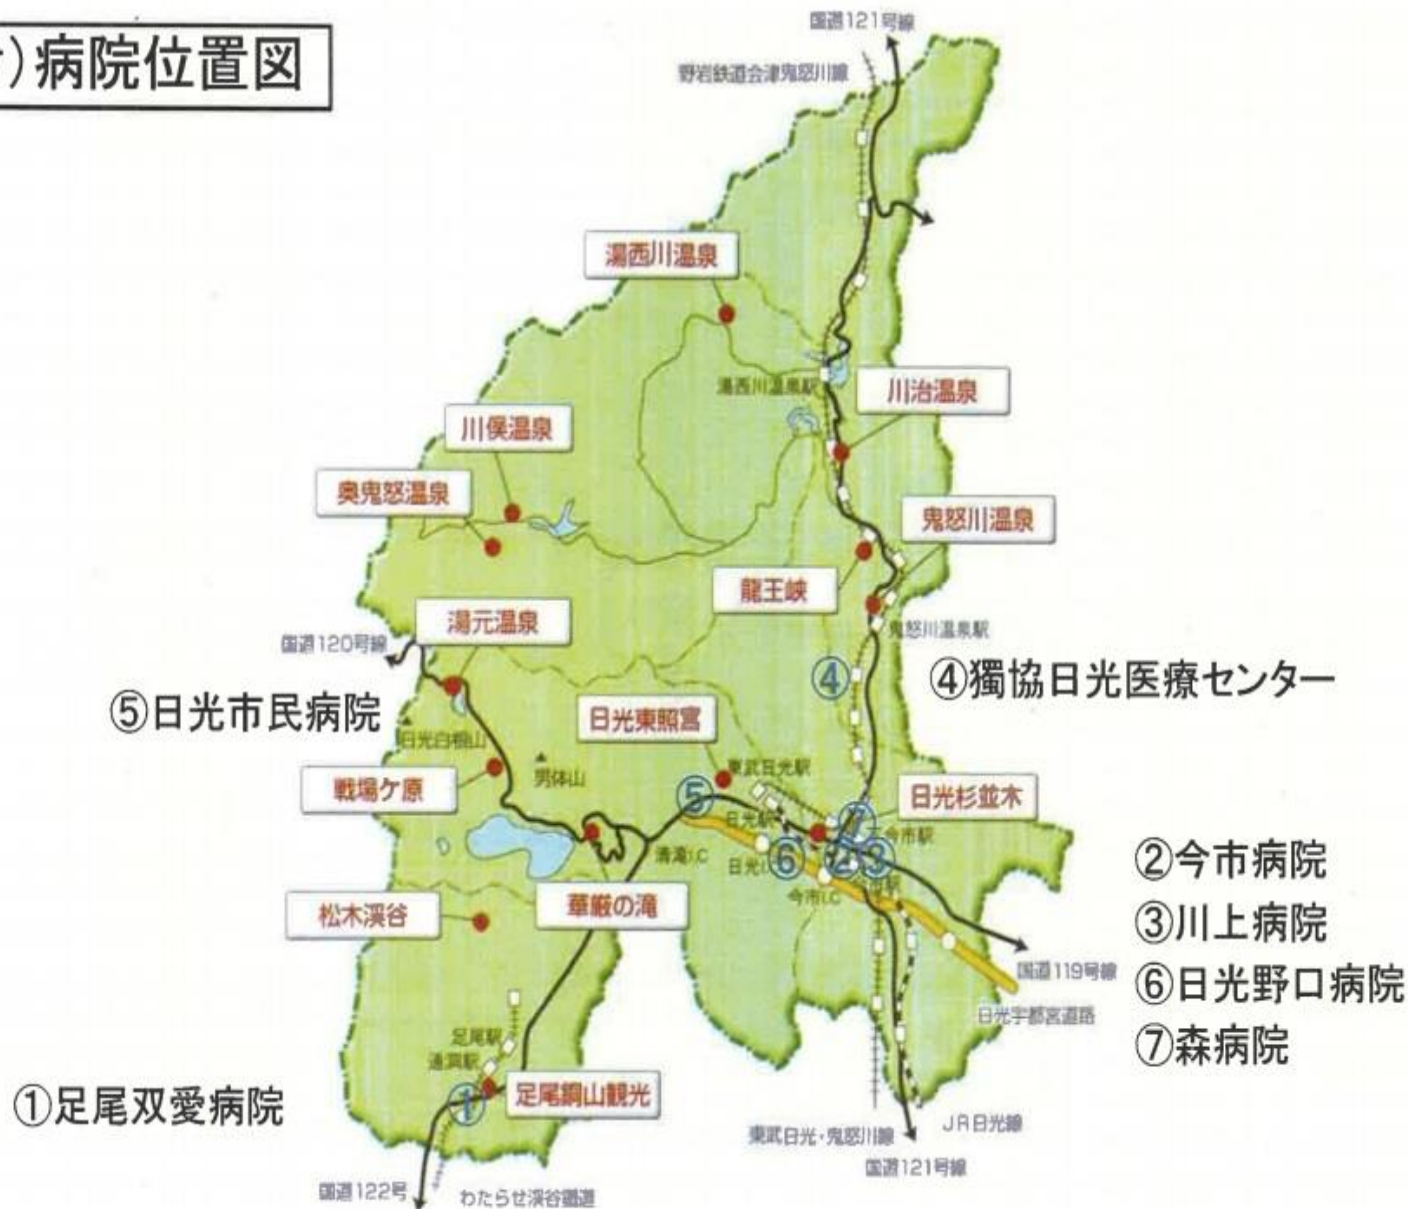 )病院位置図
国道121号線
野岩鉄道会津鬼怒川線
湯西川温泉
湯西川温泉駅
川治温泉
川俣温泉
奥鬼怒温泉
鬼怒川温泉
龍王峡
湯元温泉
国道120号線
鬼怒川温泉駅
④
④獨協日光医療センター
⑤日光市民病院
日光白根山
日光東照宮
戦場ケ原
男体山
東武日光駅
⑤
日光駅
日光杉並木
⑦
今市駅
清滝I.C
日光I.
⑥
②
③
今市I.C
②今市病院
③川上病院
⑥日光野口病院
⑦森病院
松木渓谷
華厳の滝
国道119号線
日光宇都宮道路
足尾駅
通洞駅
①
足尾銅山観光
①足尾双愛病院
東武日光・鬼怒川線
JR日光線
国道121号線
国道122号
わたらせ渓谷鐵道